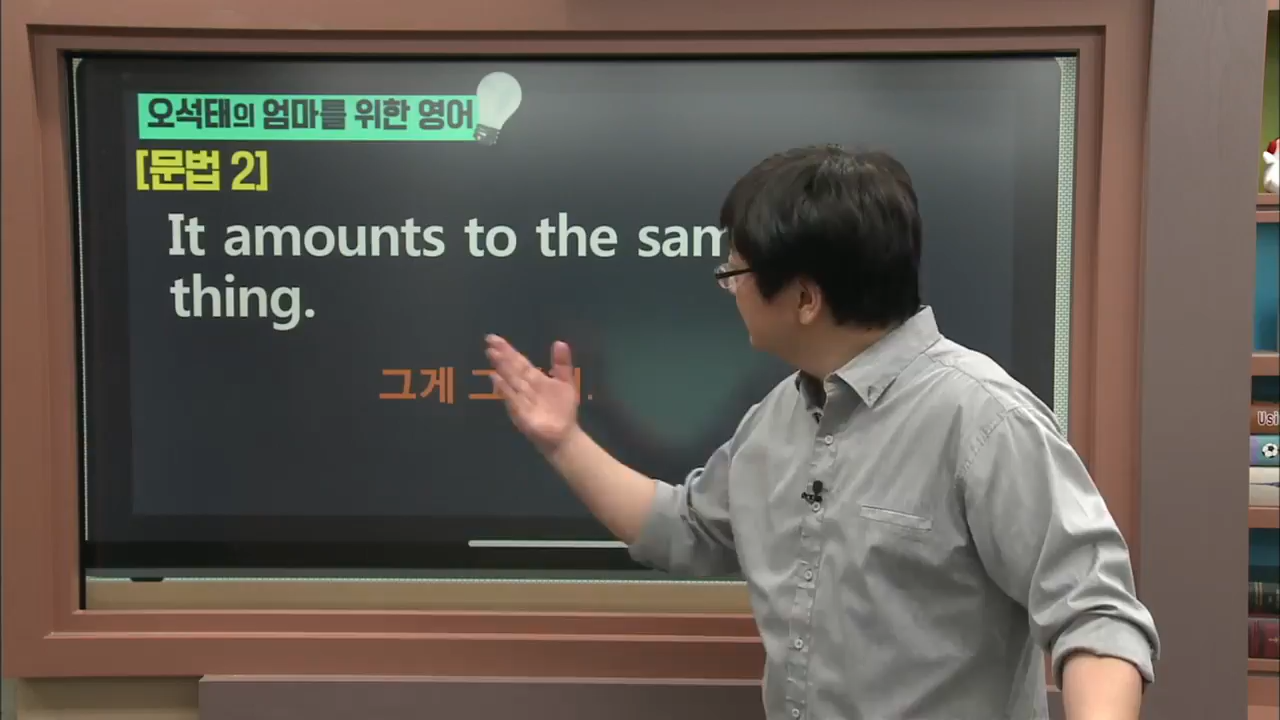 오석태의 엄마를 위한 영어
[문법 2]
It amounts to the sam
thing.
그게 그
Usi